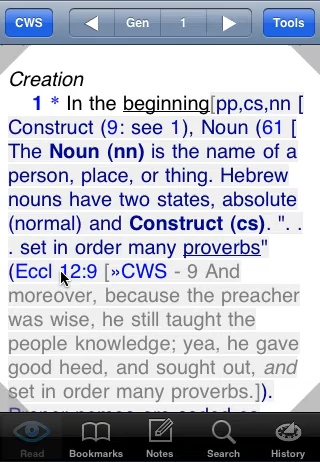 CWS Gen 1 Tools
Creation
1 * In the beginning[pp,cs,nn [
Construct (9: see 1), Noun (61 [
The Noun (nn) is the name of a
person, place, or thing. Hebrew
nouns have two states, absolute
(normal) and Construct (cs). ". .
. set in order many proverbs"
(Eccl 12:9 [»CWS - 9 And
moreover, because the preacher
was wise, he still taught the
people knowledge; yea, he gave
good heed, and sought out, and
set in order many proverbs.]).
Read Bookmarks Notes Search History